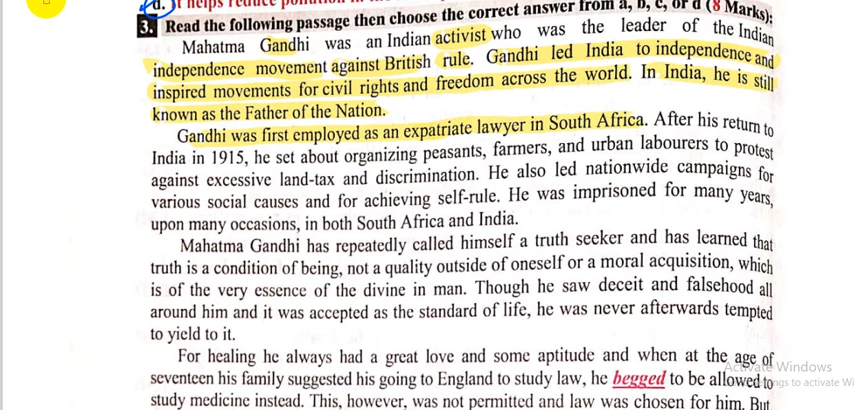 d. It helps reduce
3. Read the following passage then choose the correct answer from a, b, c, or d (8 Marks):
Mahatma Gandhi was an Indian activist who was the leader of the Indian
independence movement against British rule. Gandhi led India to independence and
inspired movements for civil rights and freedom across the world. In India, he is still
known as the Father of the Nation.
Gandhi was first employed as an expatriate lawyer in South Africa. After his return to
India in 1915, he set about organizing peasants, farmers, and urban labourers to protest
against excessive land-tax and discrimination. He also led nationwide campaigns for
various social causes and for achieving self-rule. He was imprisoned for many years,
upon many occasions, in both South Africa and India.
Mahatma Gandhi has repeatedly called himself a truth seeker and has learned that
truth is a condition of being, not a quality outside of oneself or a moral acquisition, which
is of the very essence of the divine in man. Though he saw deceit and falsehood all
around him and it was accepted as the standard of life, he was never afterwards tempted
to yield to it.
For healing he always had a great love and some aptitude and when at the age of
seventeen his family suggested his going to England to study law, he begged to be allowed to
study medicine instead. This, however, was not permitted and law was chosen for him. But
Activate Windows
to activate Wi